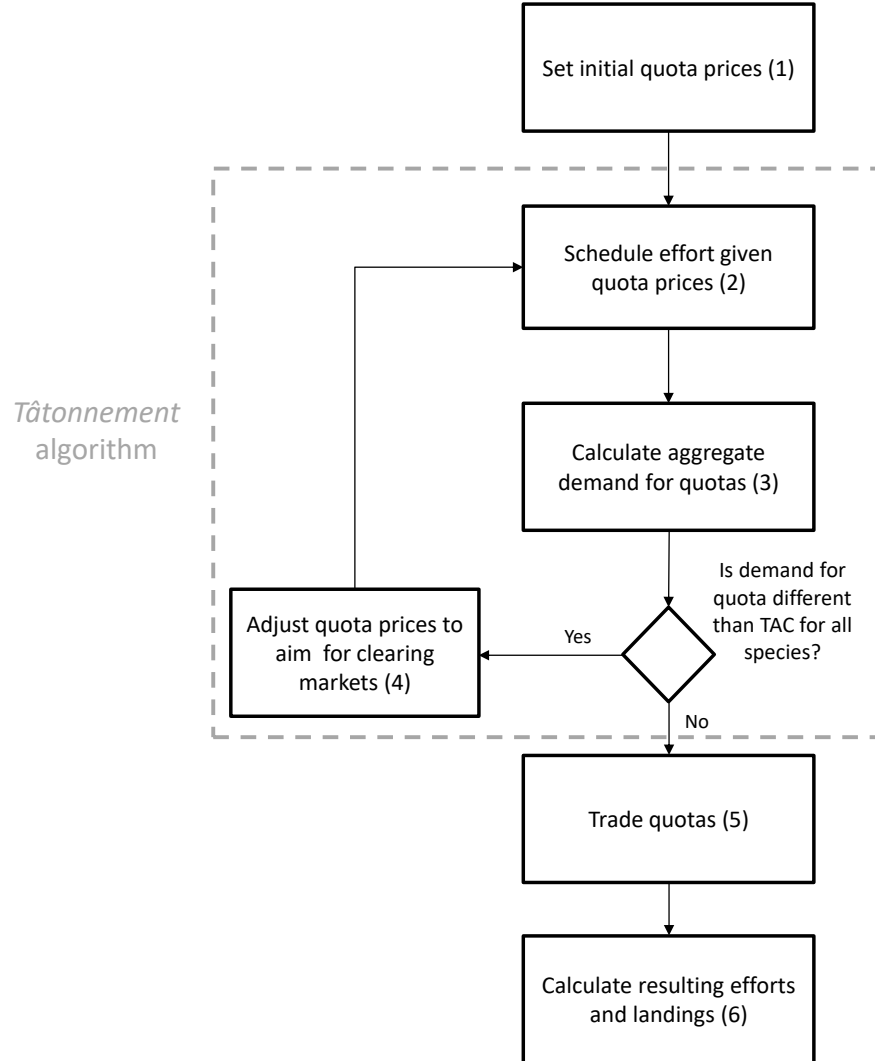 Set initial quota prices (1)
Schedule effort given
quota prices (2)
Tâtonnement
algorithm
Calculate aggregate
demand for quotas (3)
Is demand for
quota different
than TAC for all
species?
Adjust quota prices to
aim for clearing
markets (4)
Yes
No
Trade quotas (5)
Calculate resulting efforts
and landings (6)